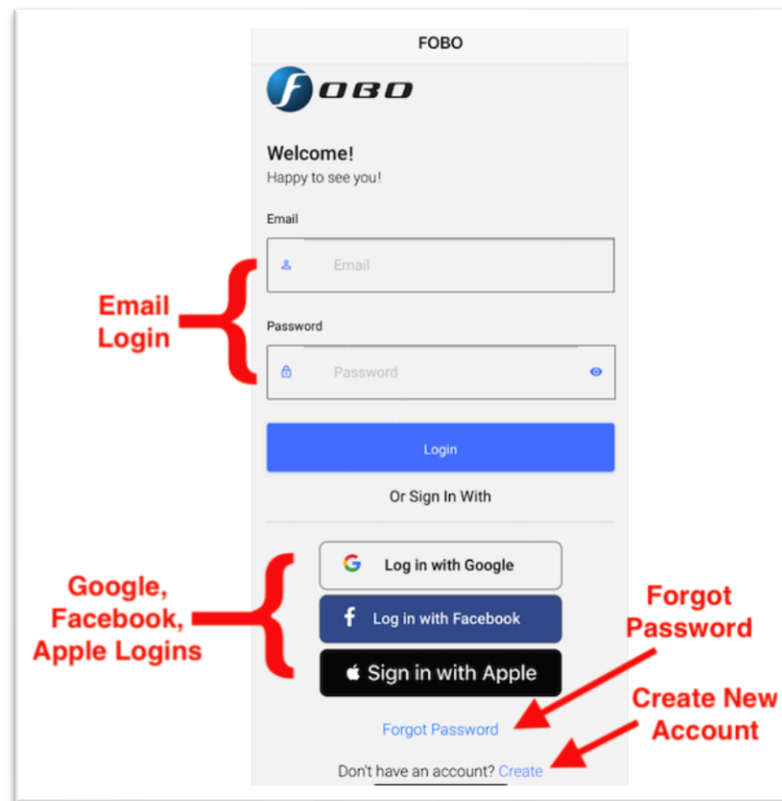 FOBO
fOBO
Welcome!
Happy to see you!
Email
Email
Email
Login
Password
Password
Login
Or Sign In With
Log in with Google
Google,
Facebook,
Apple Logins
Log in with Facebook
Sign in with Apple
Forgot
Password
Forgot Password
Create New
Account
Don't have an account? Create